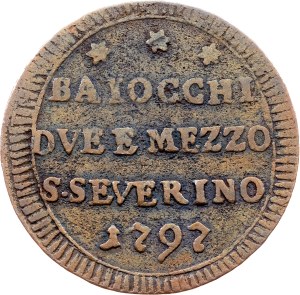 BAIOCCHI
DVE E MEZZO
S. SEVERINO
1797